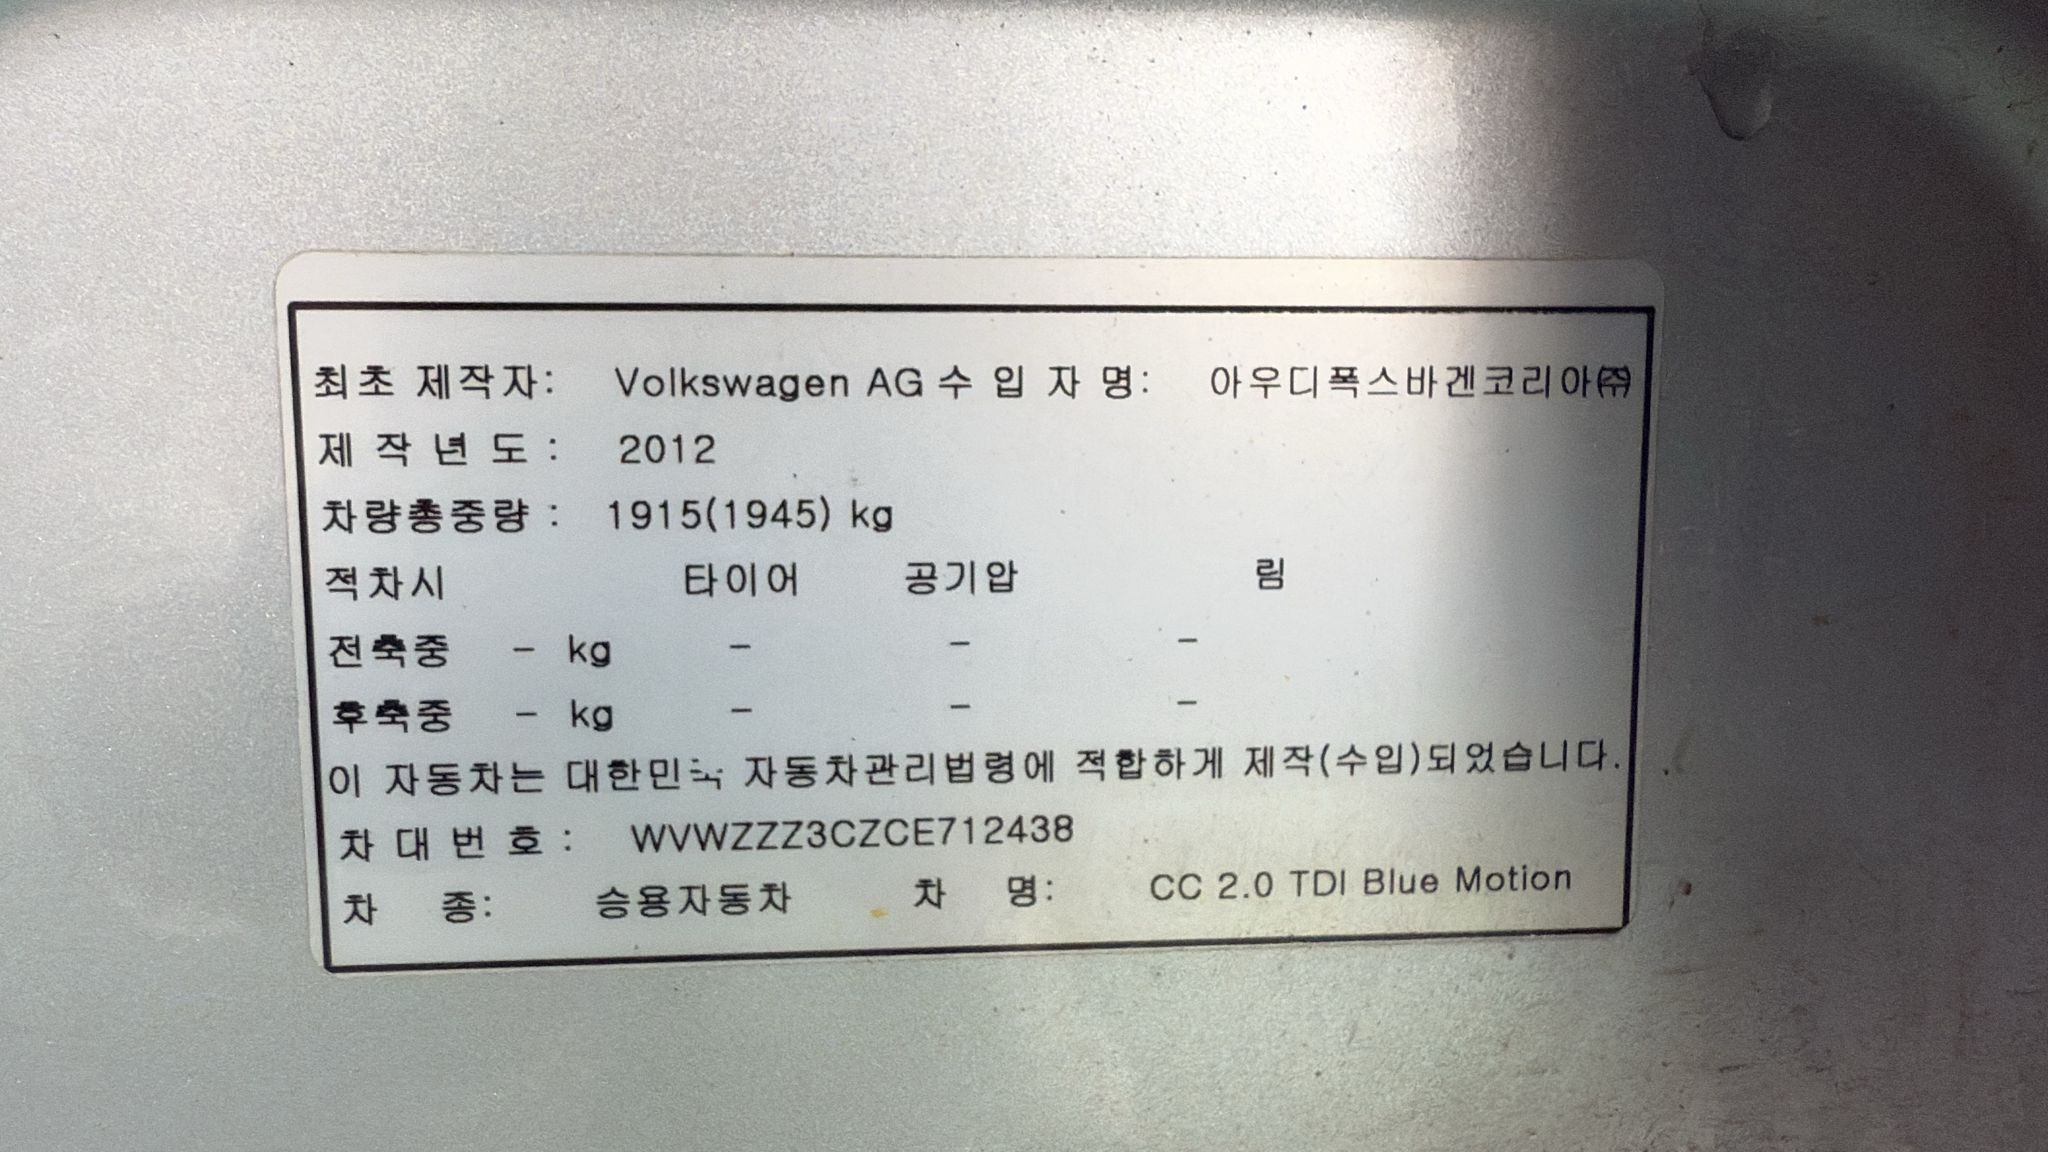 최초 제작자: Volkswagen AG 수 입 자 명: 아우디폭스바겐코리아㈜
제 작 년 도 : 2012
차량총중량 : 1915(1945) kg
적차시 타이어 공기압 림
전축중 - kg - - -
후축중 - kg - - -
이 자동차는 대한민국 자동차관리법령에 적합하게 제작(수입)되었습니다.
차 대 번 호 : WVWZZZ3CZCE712438
차 종: 승용자동차 차 명: CC 2.0 TDI Blue Motion